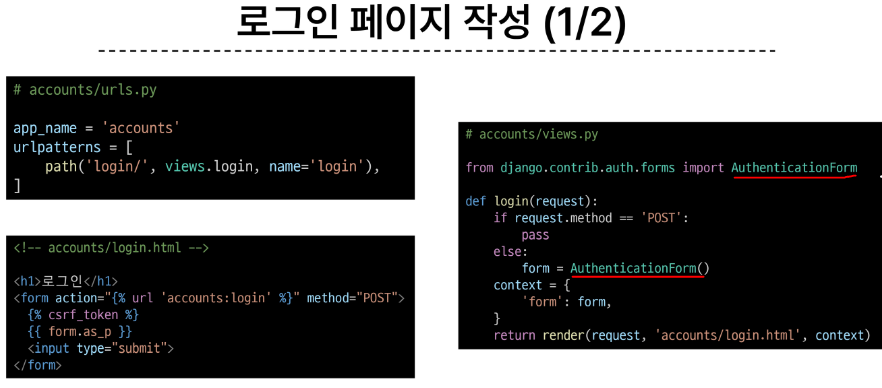 로그인 페이지 작성 (1/2)
# accounts/urls.py
app_name = 'accounts'
urlpatterns = [
    path('login/', views.login, name='login'),
]
<!-- accounts/login.html -->
<h1>로그인</h1>
<form action="{% url 'accounts:login' %}" method="POST">
  {% csrf_token %}
  {{ form.as_p }}
  <input type="submit">
</form>
# accounts/views.py
from django.contrib.auth.forms import AuthenticationForm
def login(request):
    if request.method == 'POST':
        pass
    else:
        form = AuthenticationForm()
    context = {
        'form': form,
    }
    return render(request, 'accounts/login.html', context)